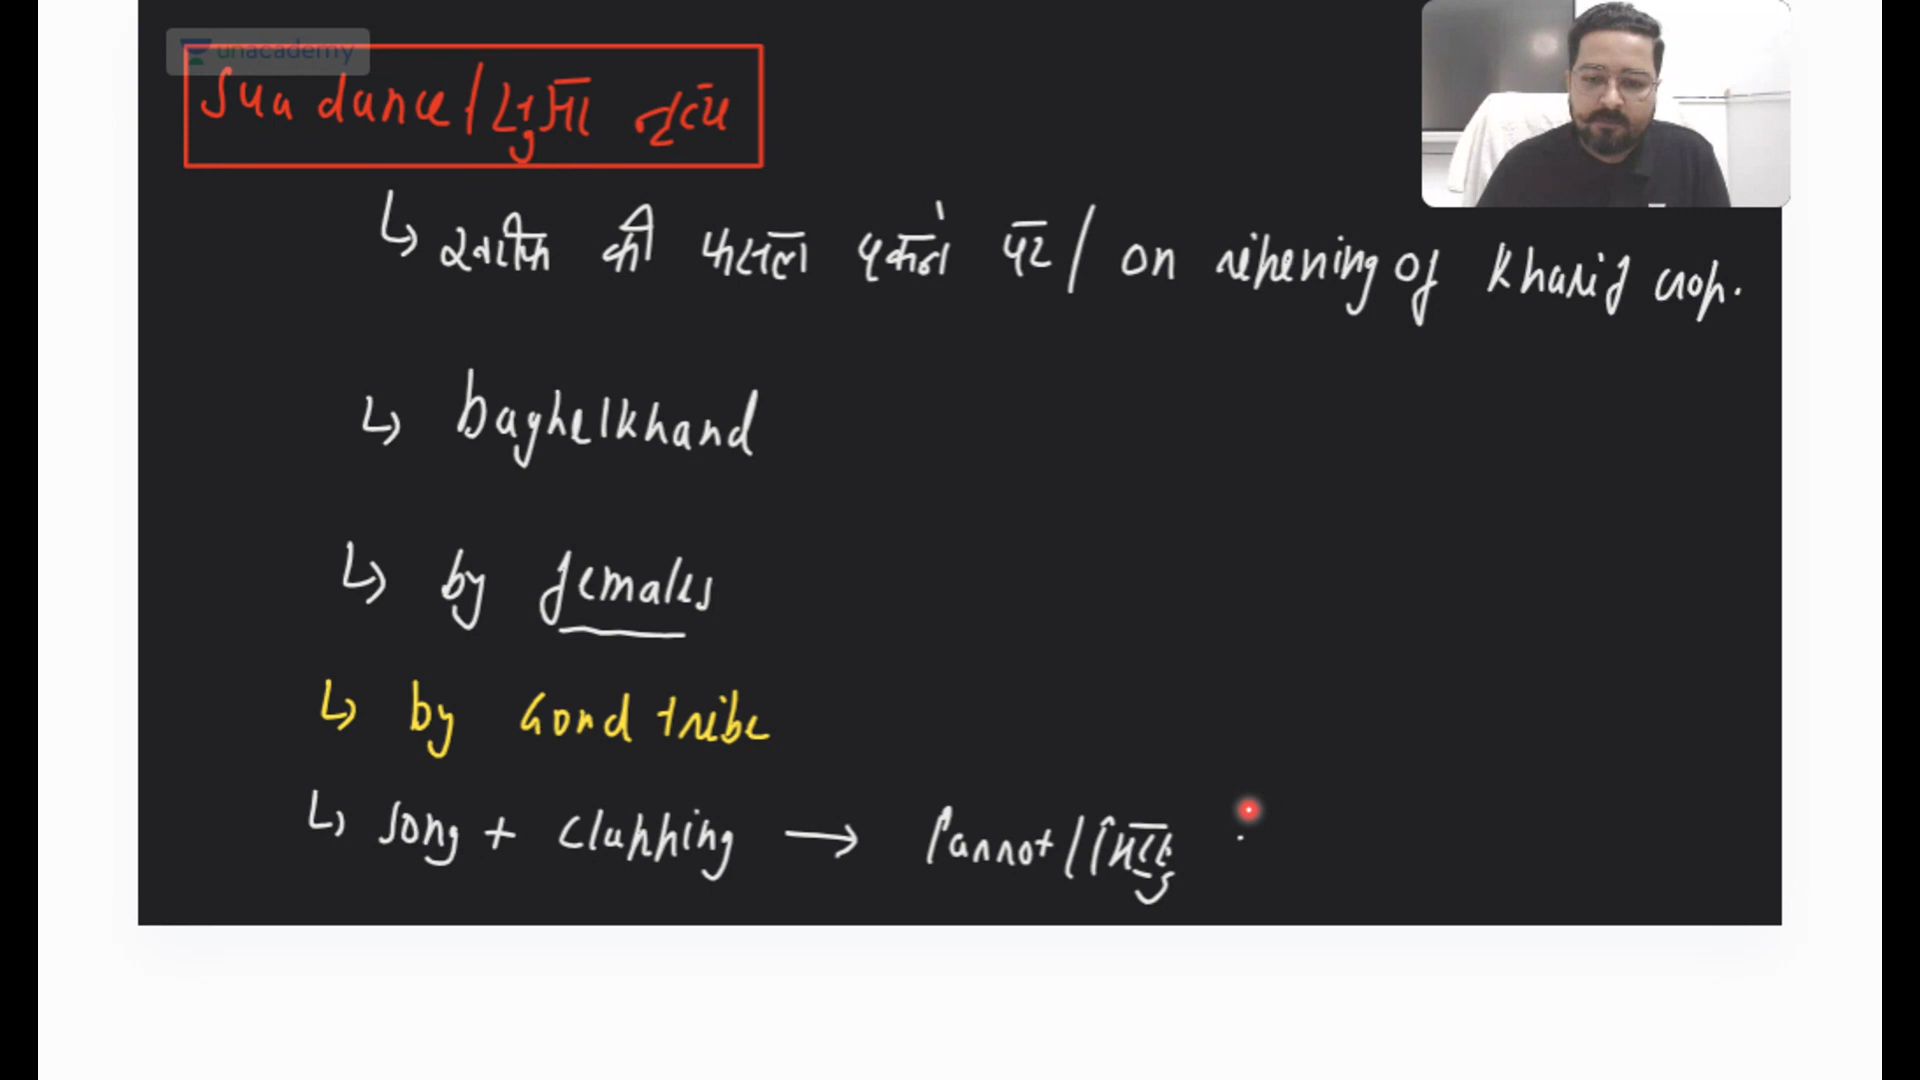 unacademy
Sua dance / सुआ नृत्य
↳ खरीफ की फसल पकने पर / on ripening of kharif crop.
↳ baghelkhand
↳ by females
↳ by Gond tribe
↳ song + clapping → Parrot / मिट्ठु